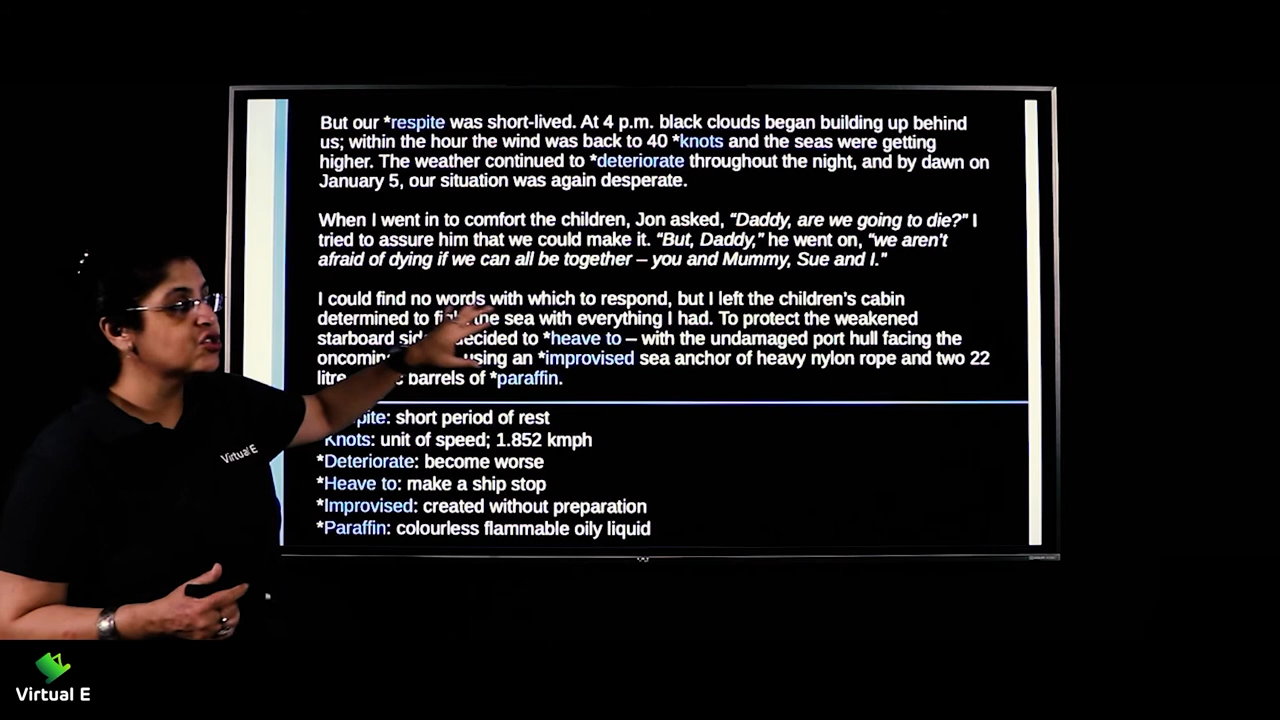 But our *respite was short-lived. At 4 p.m. black clouds began building up behind
us; within the hour the wind was back to 40 *knots and the seas were getting
higher. The weather continued to *deteriorate throughout the night, and by dawn on
January 5, our situation was again desperate.
When I went in to comfort the children, Jon asked, “Daddy, are we going to die?” I
tried to assure him that we could make it. “But, Daddy,” he went on, “we aren't
afraid of dying if we can all be together – you and Mummy, Sue and I.”
I could find no words with which to respond, but I left the children's cabin
determined to the sea with everything I had. To protect the weakened
starboard decided to *heave to – with the undamaged port hull facing the
using an *improvised sea anchor of heavy nylon rope and two 22
barrels of *paraffin.
short period of rest
Knots: unit of speed; 1.852 kmph
*Deteriorate: become worse
*Heave to: make a ship stop
*Improvised: created without preparation
*Paraffin: colourless flammable oily liquid
Virtual E
Virtual E